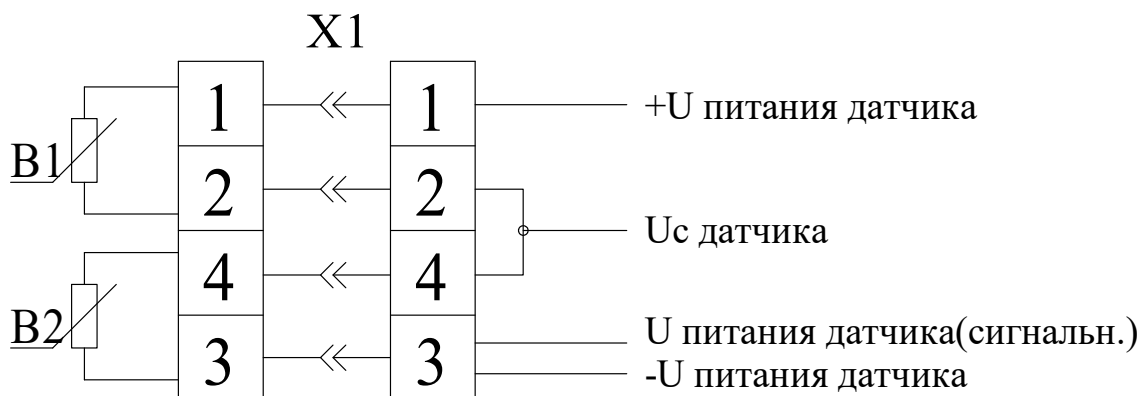 X1
1 1 +U питания датчика
B1
2 2
Uc датчика
4 4
B2
U питания датчика(сигнальн.)
3 3
-U питания датчика